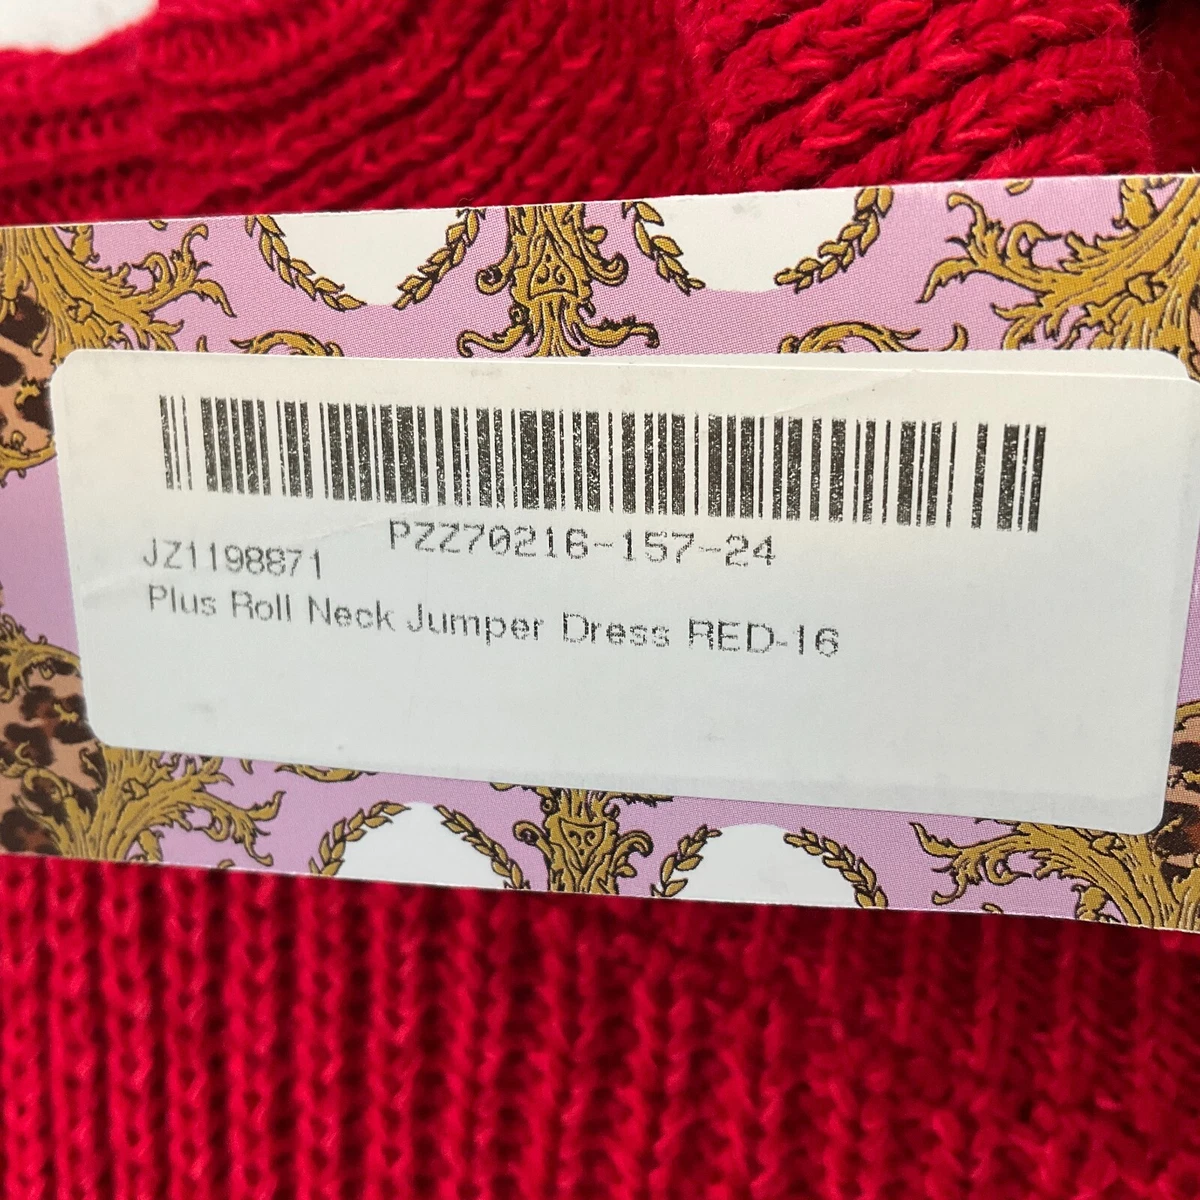 PZZ70216-157-24
JZ1198871
Plus Roll Neck Jumper Dress RED-16